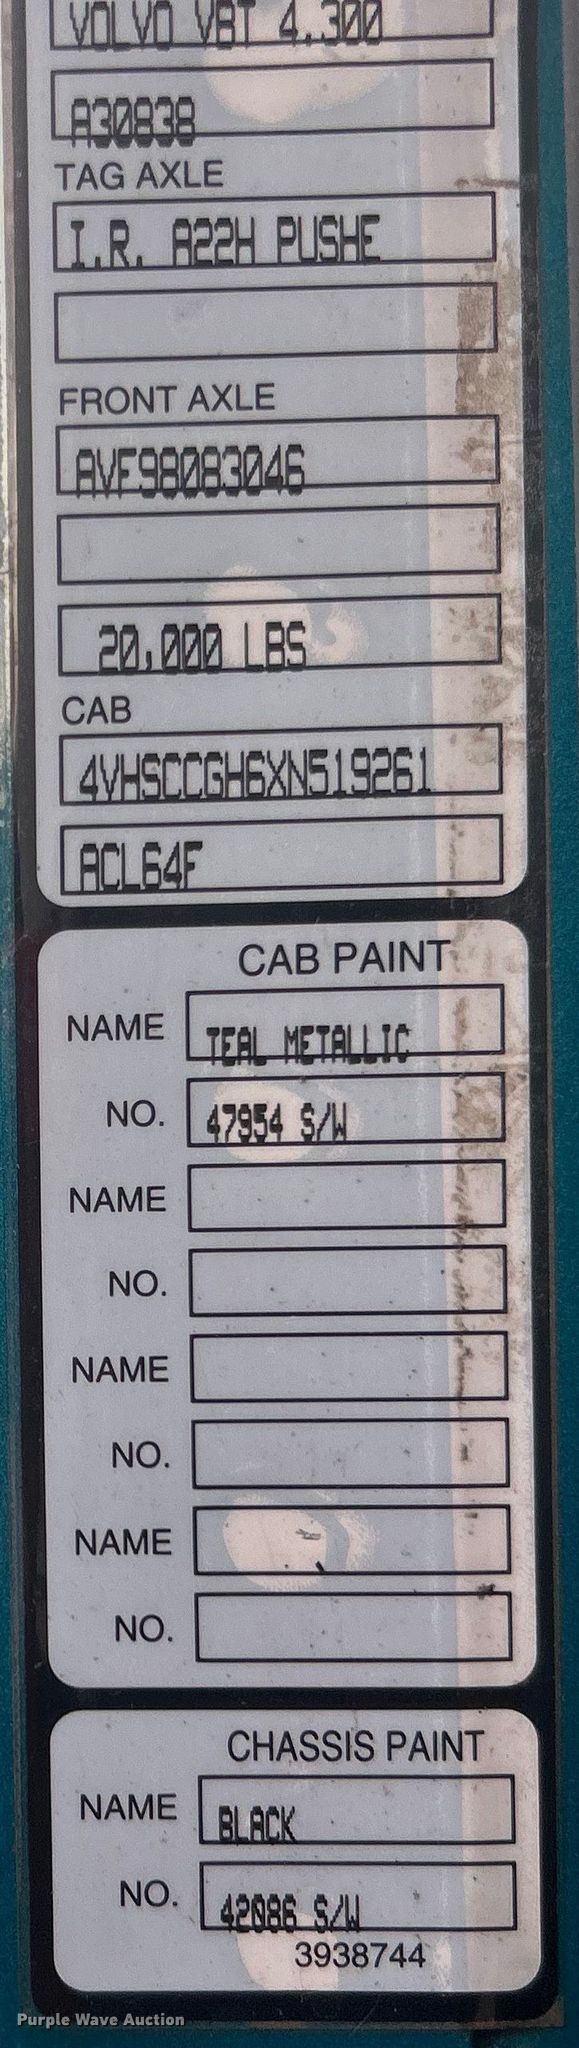 VOLVO VBT 4.300
A30838
TAG AXLE
I.R. A22H PUSHE
FRONT AXLE
AVF98083046
20,000 LBS
CAB
4VHSCCGH6XN519261
ACL64F
CAB PAINT
NAME TEAL METALLIC
NO. 47954 S/W
NAME
NO.
NAME
NO.
NAME
NO.
CHASSIS PAINT
NAME BLACK
NO. 42086 S/W
3938744
Purple Wave Auction